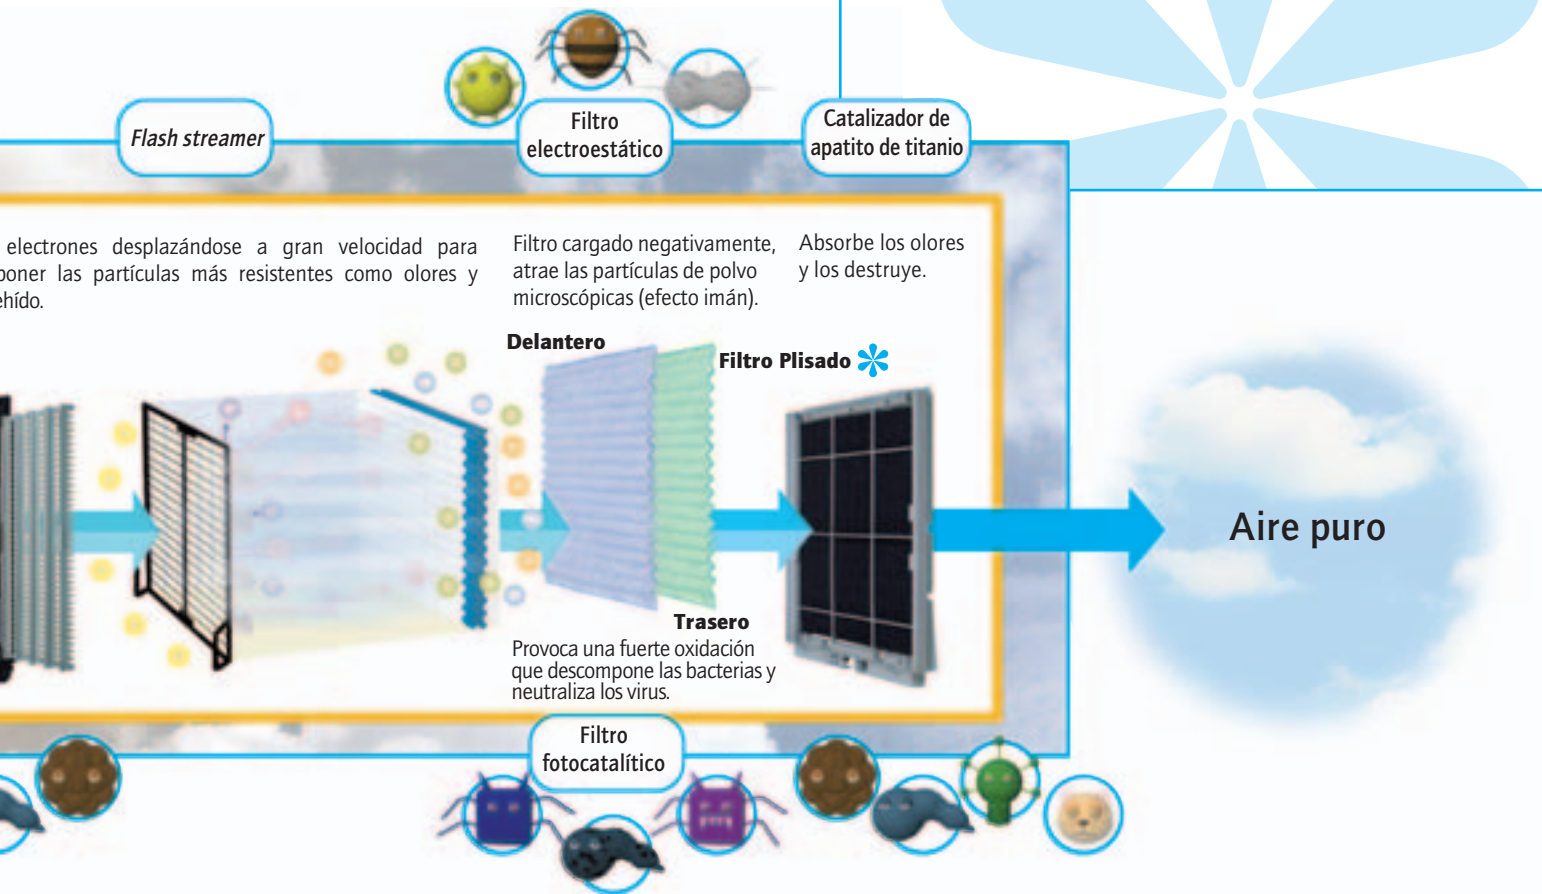 Flash streamer
Filtro
electroestático
Catalizador de
apatito de titanio
electrones desplazándose a gran velocidad para
poner las partículas más resistentes como olores y
ehído.
Filtro cargado negativamente,
atrae las partículas de polvo
microscópicas (efecto imán).
Absorbe los olores
y los destruye.
Delantero
Filtro Plisado
Aire puro
Trasero
Provoca una fuerte oxidación
que descompone las bacterias y
neutraliza los virus.
Filtro
fotocatalítico